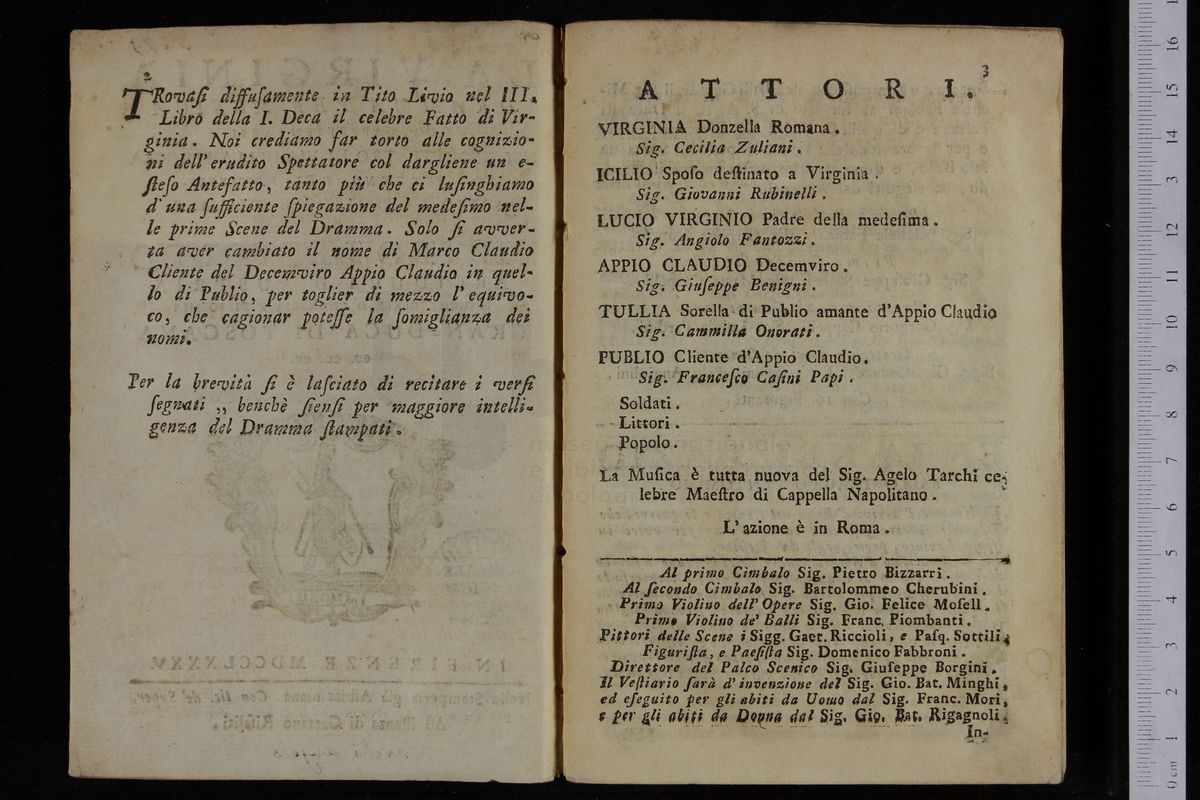 2
TRovaſi diffuſamente in Tito Livio nel III.
Libro della I. Deca il celebre Fatto di Vir-
ginia. Noi crediamo far torto alle cognizio-
ni dell' erudito Spettatore col dargliene un e-
ſteſo Antefatto, tanto più che ci luſinghiamo
d' una ſufficiente ſpiegazione del medeſimo nel-
le prime Scene del Dramma. Solo ſi avver-
ta aver cambiato il nome di Marco Claudio
Cliente del Decemviro Appio Claudio in quel-
lo di Publio, per toglier di mezzo l' equivo-
co, che cagionar poteſſe la ſomiglianza dei
nomi.
Per la brevità ſi è laſciato di recitare i verſi
ſegnati ,, benchè ſienſi per maggiore intelli-
genza del Dramma ſtampati.
3
ATTORI.
VIRGINIA Donzella Romana.
Sig. Cecilia Zuliani.
ICILIO Spoſo deſtinato a Virginia.
Sig. Giovanni Rubinelli.
LUCIO VIRGINIO Padre della medeſima.
Sig. Angiolo Fantozzi.
APPIO CLAUDIO Decemviro.
Sig. Giuſeppe Benigni.
TULLIA Sorella di Publio amante d'Appio Claudio
Sig. Cammilla Onorati.
PUBLIO Cliente d'Appio Claudio.
Sig. Franceſco Caſini Papi.
Soldati.
Littori.
Popolo.
La Muſica è tutta nuova del Sig. Agelo Tarchi ce-
lebre Maeſtro di Cappella Napolitano.
L' azione è in Roma.
Al primo Cimbalo Sig. Pietro Bizzarri.
Al ſecondo Cimbalo Sig. Bartolommeo Cherubini.
Primo Violino dell' Opere Sig. Gio. Felice Moſell.
Primo Violino de' Balli Sig. Franc. Piombanti.
Pittori delle Scene i Sigg. Gaet. Riccioli, e Paſq. Sottili,
Figuriſta, e Paeſiſta Sig. Domenico Fabbroni.
Direttore del Palco Scenico Sig. Giuſeppe Borgini.
Il Veſtiario ſarà d' invenzione del Sig. Gio. Bat. Minghi,
ed eſeguito per gli abiti da Uomo dal Sig. Franc. Mori,
e per gli abiti da Donna dal Sig. Gio. Bat. Rigagnoli.
In-